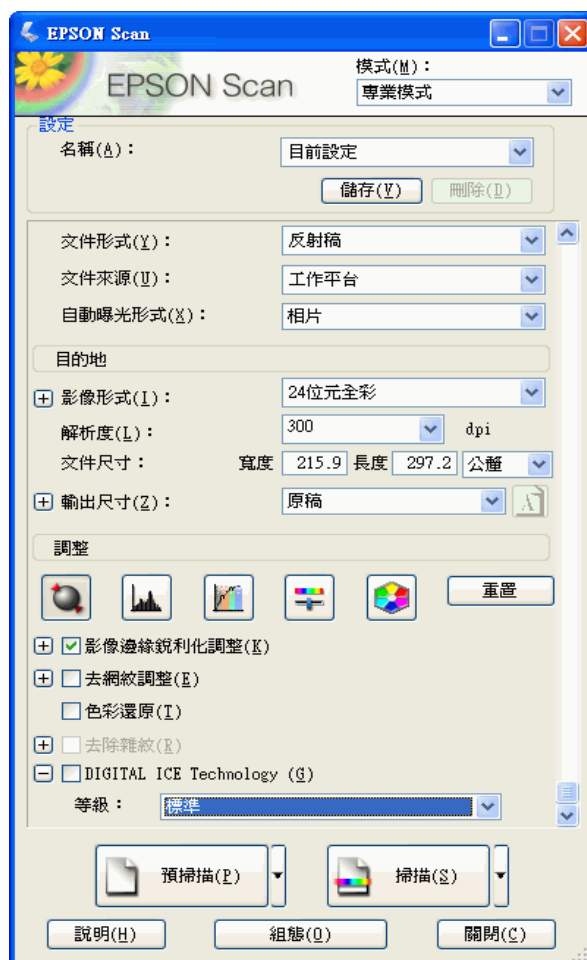 EPSON Scan
EPSON Scan
模式(M)：
專業模式
設定
名稱(A)：
目前設定
儲存(V)
刪除(D)
文件形式(Y)：
反射稿
文件來源(U)：
工作平台
自動曝光形式(X)：
相片
目的地
影像形式(I)：
24位元全彩
解析度(L)：
300
dpi
文件尺寸： 寬度 215.9 長度 297.2 公釐
輸出尺寸(Z)：
原稿
調整
重置
影像邊緣銳利化調整(K)
去網紋調整(E)
色彩還原(T)
去除雜紋(R)
DIGITAL ICE Technology (G)
等級：
標準
預掃描(P)
掃描(S)
說明(H)
組態(O)
關閉(C)